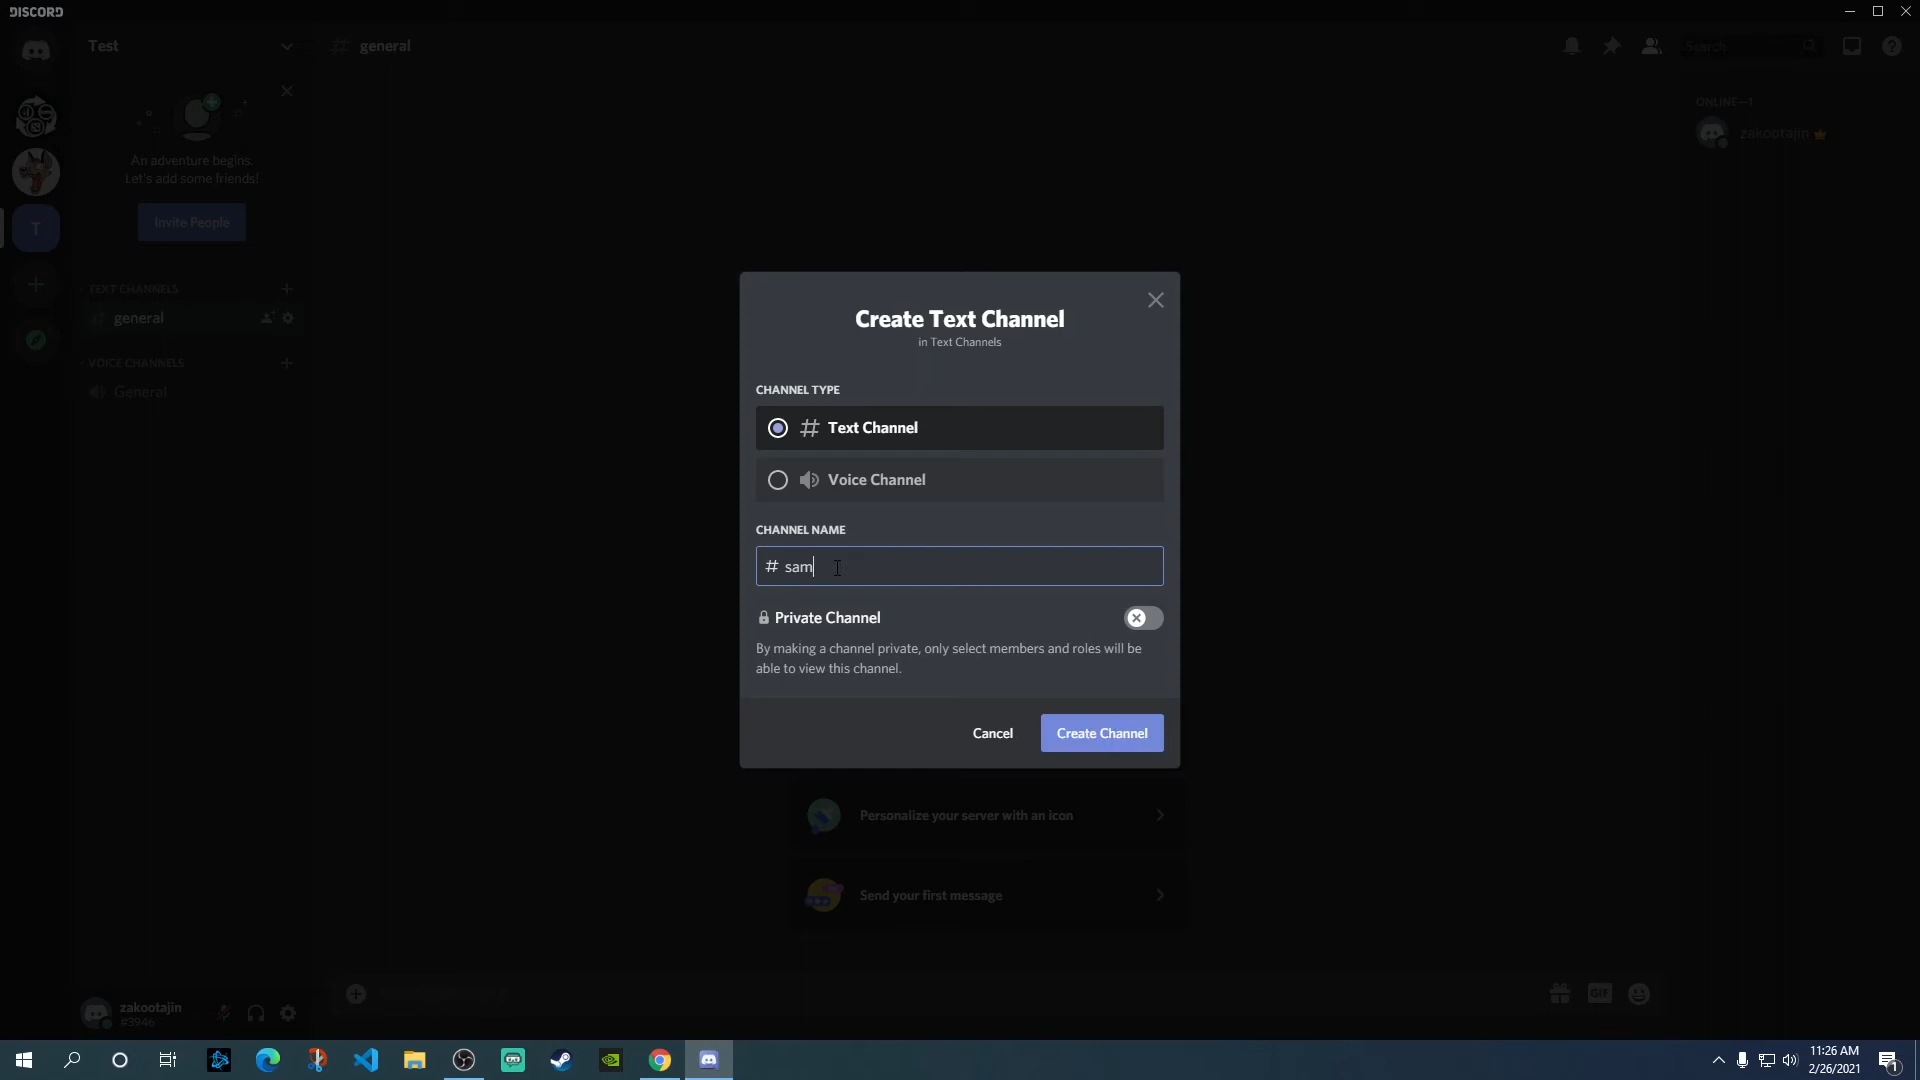 DISCORD
Test
general
Search
An adventure begins.
Let's add some friends!
Invite People
TEXT CHANNELS
general
VOICE CHANNELS
General
ONLINE—1
zakootajin
T
Create Text Channel
in Text Channels
CHANNEL TYPE
Text Channel
Voice Channel
CHANNEL NAME
# sam
Private Channel
By making a channel private, only select members and roles will be
able to view this channel.
Cancel
Create Channel
Personalize your server with an icon
Send your first message
GIF
zakootajin
#3946
11:26 AM
2/26/2021
1